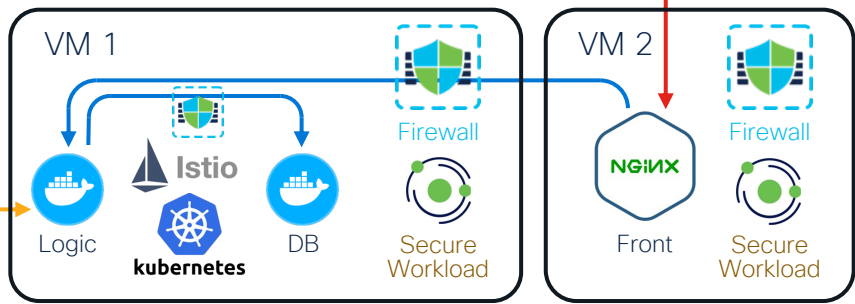 VM 1
VM 2
Firewall
Firewall
Istio
NGINX
kubernetes
Logic
DB
Secure
Workload
Front
Secure
Workload